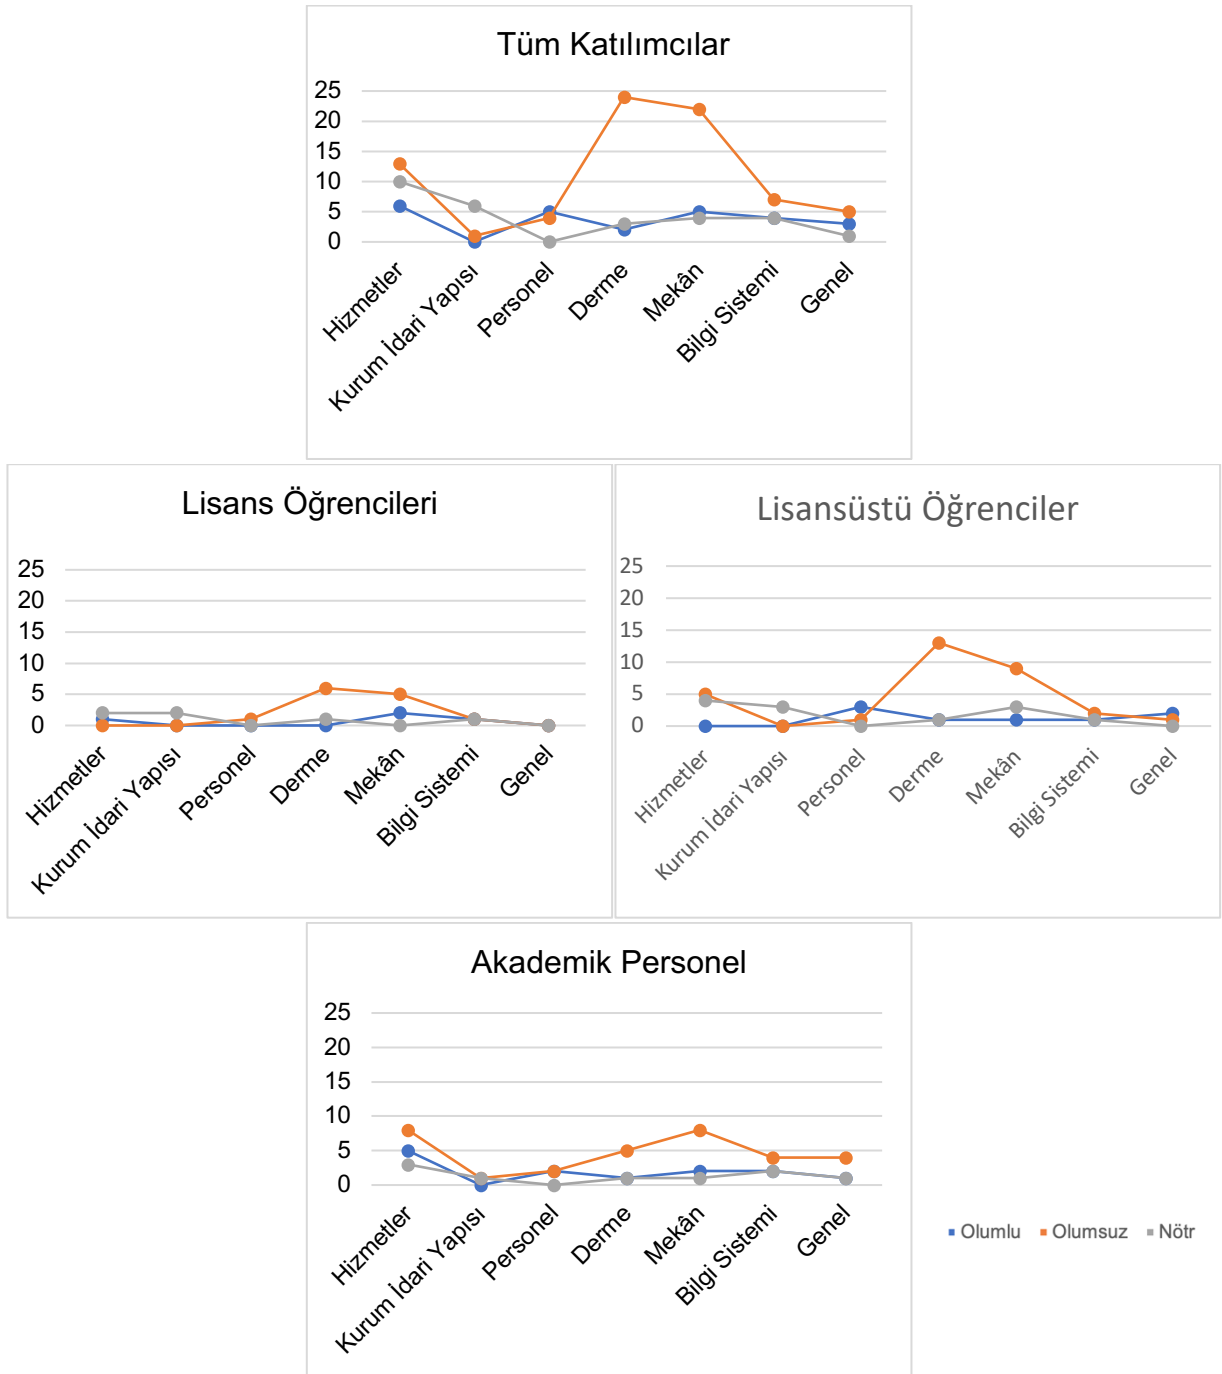 Tüm Katılımcılar
25
20
15
10
5
0
Hizmetler
Kurum İdari Yapısı
Personel
Derme
Mekân
Bilgi Sistemi
Genel
Lisans Öğrencileri
25
20
15
10
5
0
Hizmetler
Kurum İdari Yapısı
Personel
Derme
Mekân
Bilgi Sistemi
Genel
Lisansüstü Öğrenciler
25
20
15
10
5
0
Hizmetler
Kurum İdari Yapısı
Personel
Derme
Mekân
Bilgi Sistemi
Genel
Akademik Personel
25
20
15
10
5
0
Hizmetler
Kurum İdari Yapısı
Personel
Derme
Mekân
Bilgi Sistemi
Genel
Olumlu Olumsuz Nötr